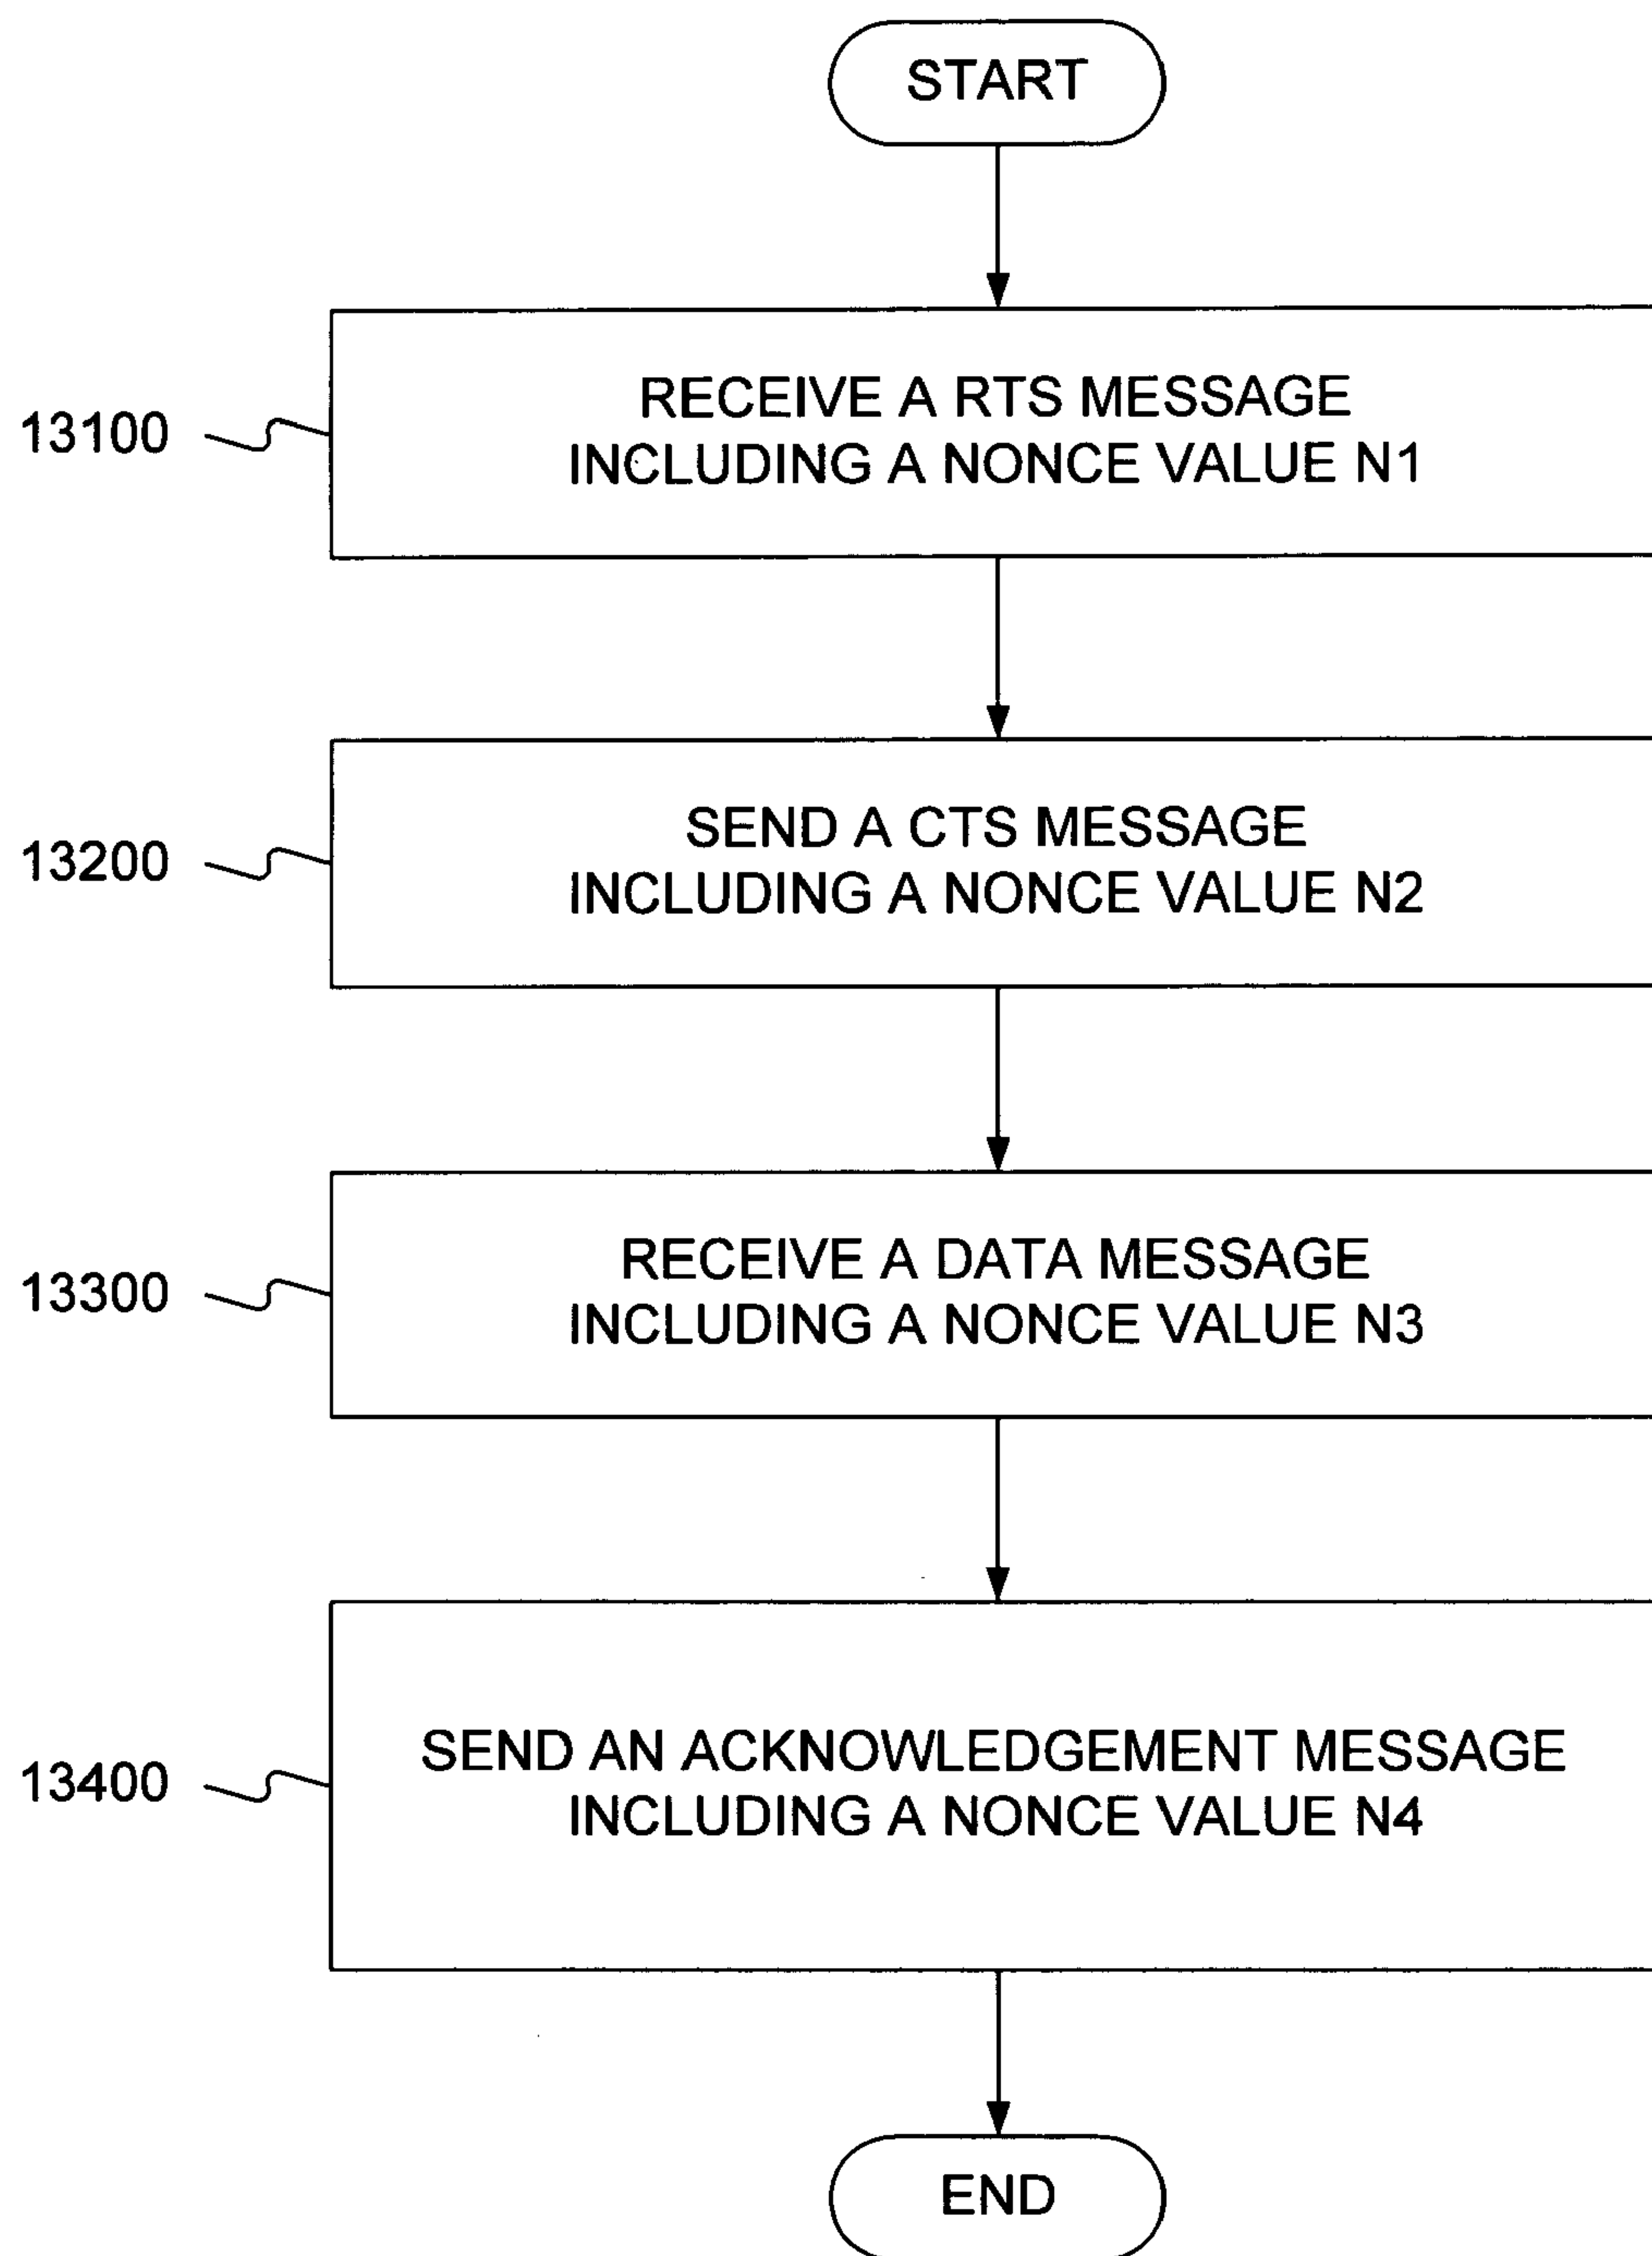 START
13100
RECEIVE A RTS MESSAGE
INCLUDING A NONCE VALUE N1
13200
SEND A CTS MESSAGE
INCLUDING A NONCE VALUE N2
13300
RECEIVE A DATA MESSAGE
INCLUDING A NONCE VALUE N3
13400
SEND AN ACKNOWLEDGEMENT MESSAGE
INCLUDING A NONCE VALUE N4
END